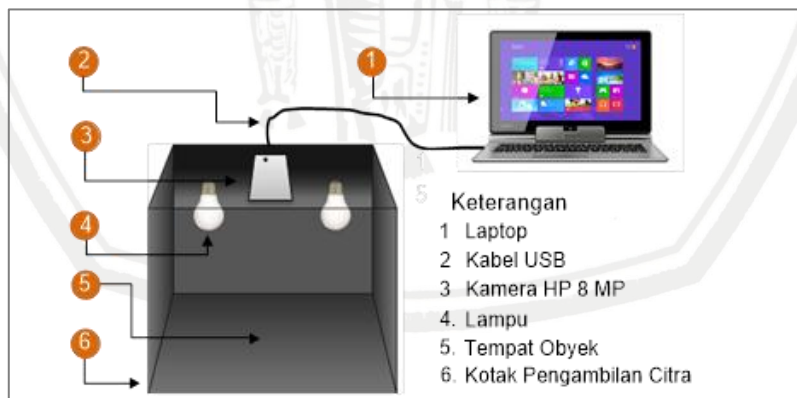 2
1
3
4
5
6
Keterangan
1 Laptop
2 Kabel USB
3 Kamera HP 8 MP
4. Lampu
5. Tempat Obyek
6. Kotak Pengambilan Citra